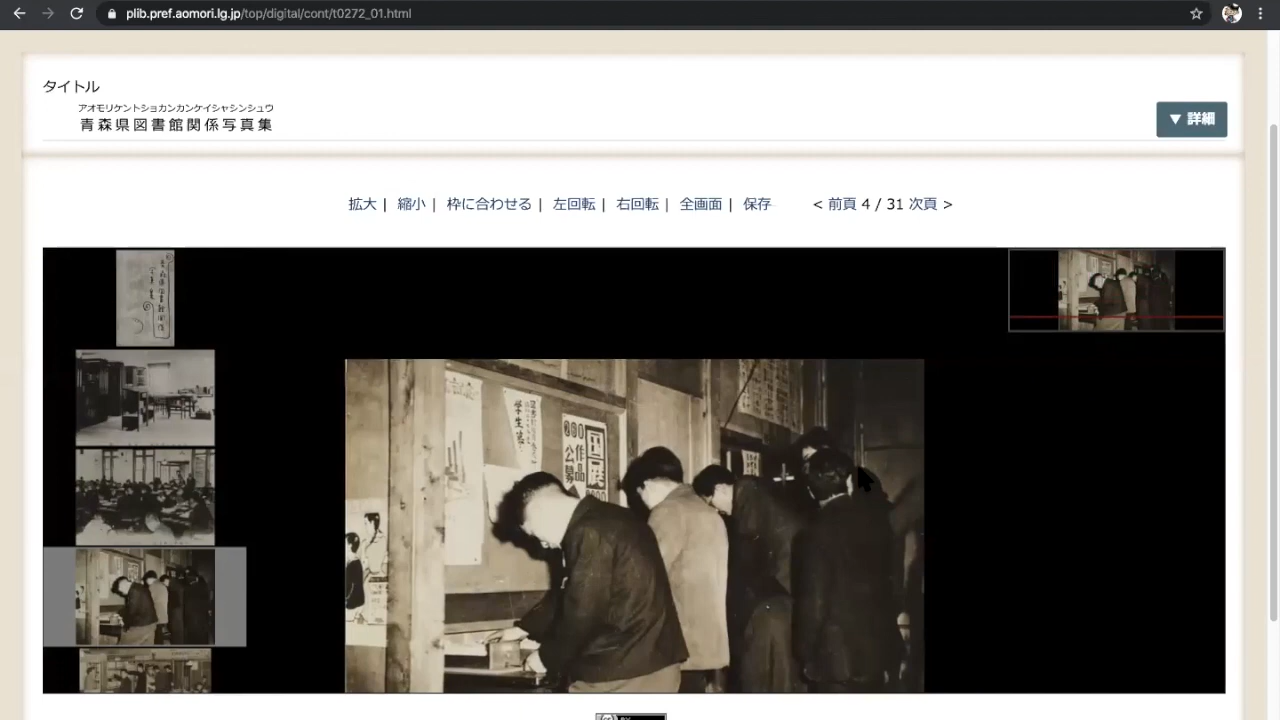 plib.pref.aomori.lg.jp/top/digital/cont/t0272_01.html
タイトル
アオモリケントショカンカンケイシャシンシュウ
青森県図書館関係写真集
▼ 詳細
拡大 | 縮小 | 枠に合わせる | 左回転 | 右回転 | 全画面 | 保存 < 前頁 4 / 31 次頁 >
国展
作品
公募